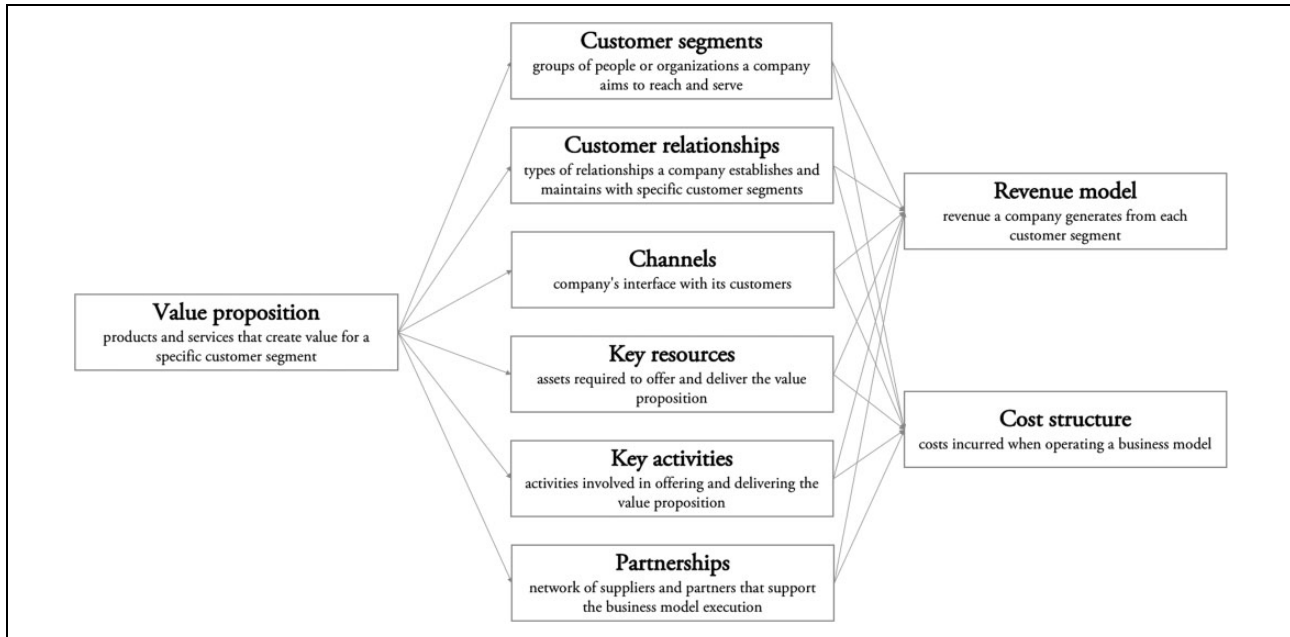 Customer segments
groups of people or organizations a company
aims to reach and serve
Customer relationships
types of relationships a company establishes and
maintains with specific customer segments
Channels
company's interface with its customers
Value proposition
products and services that create value for a
specific customer segment
Key resources
assets required to offer and deliver the value
proposition
Key activities
activities involved in offering and delivering the
value proposition
Partnerships
network of suppliers and partners that support
the business model execution
Revenue model
revenue a company generates from each
customer segment
Cost structure
costs incurred when operating a business model